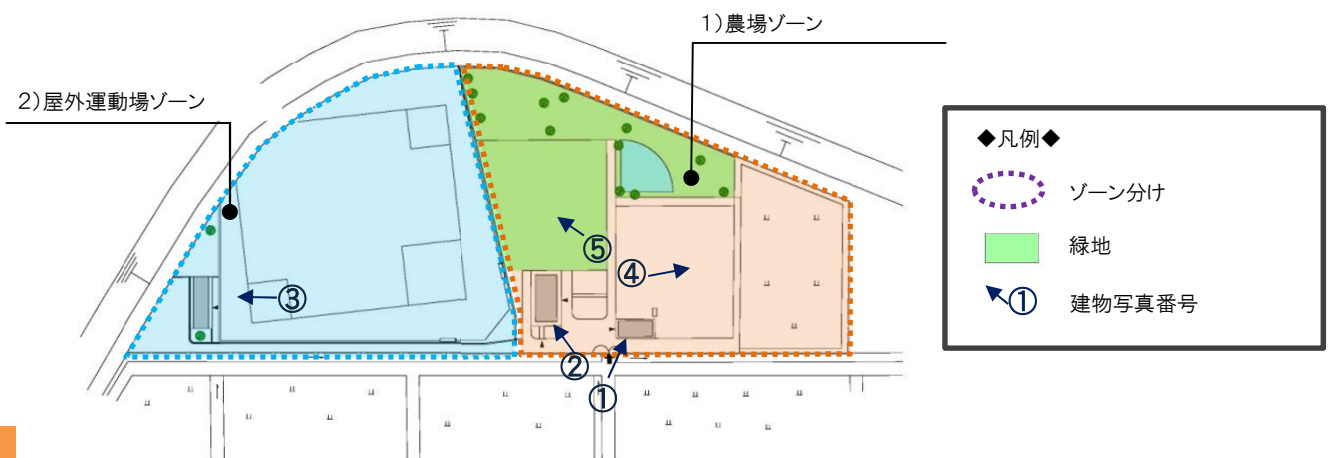 1)農場ゾーン
2)屋外運動場ゾーン
◆凡例◆
ゾーン分け
緑地
① 建物写真番号
⑤
④
③
②
①